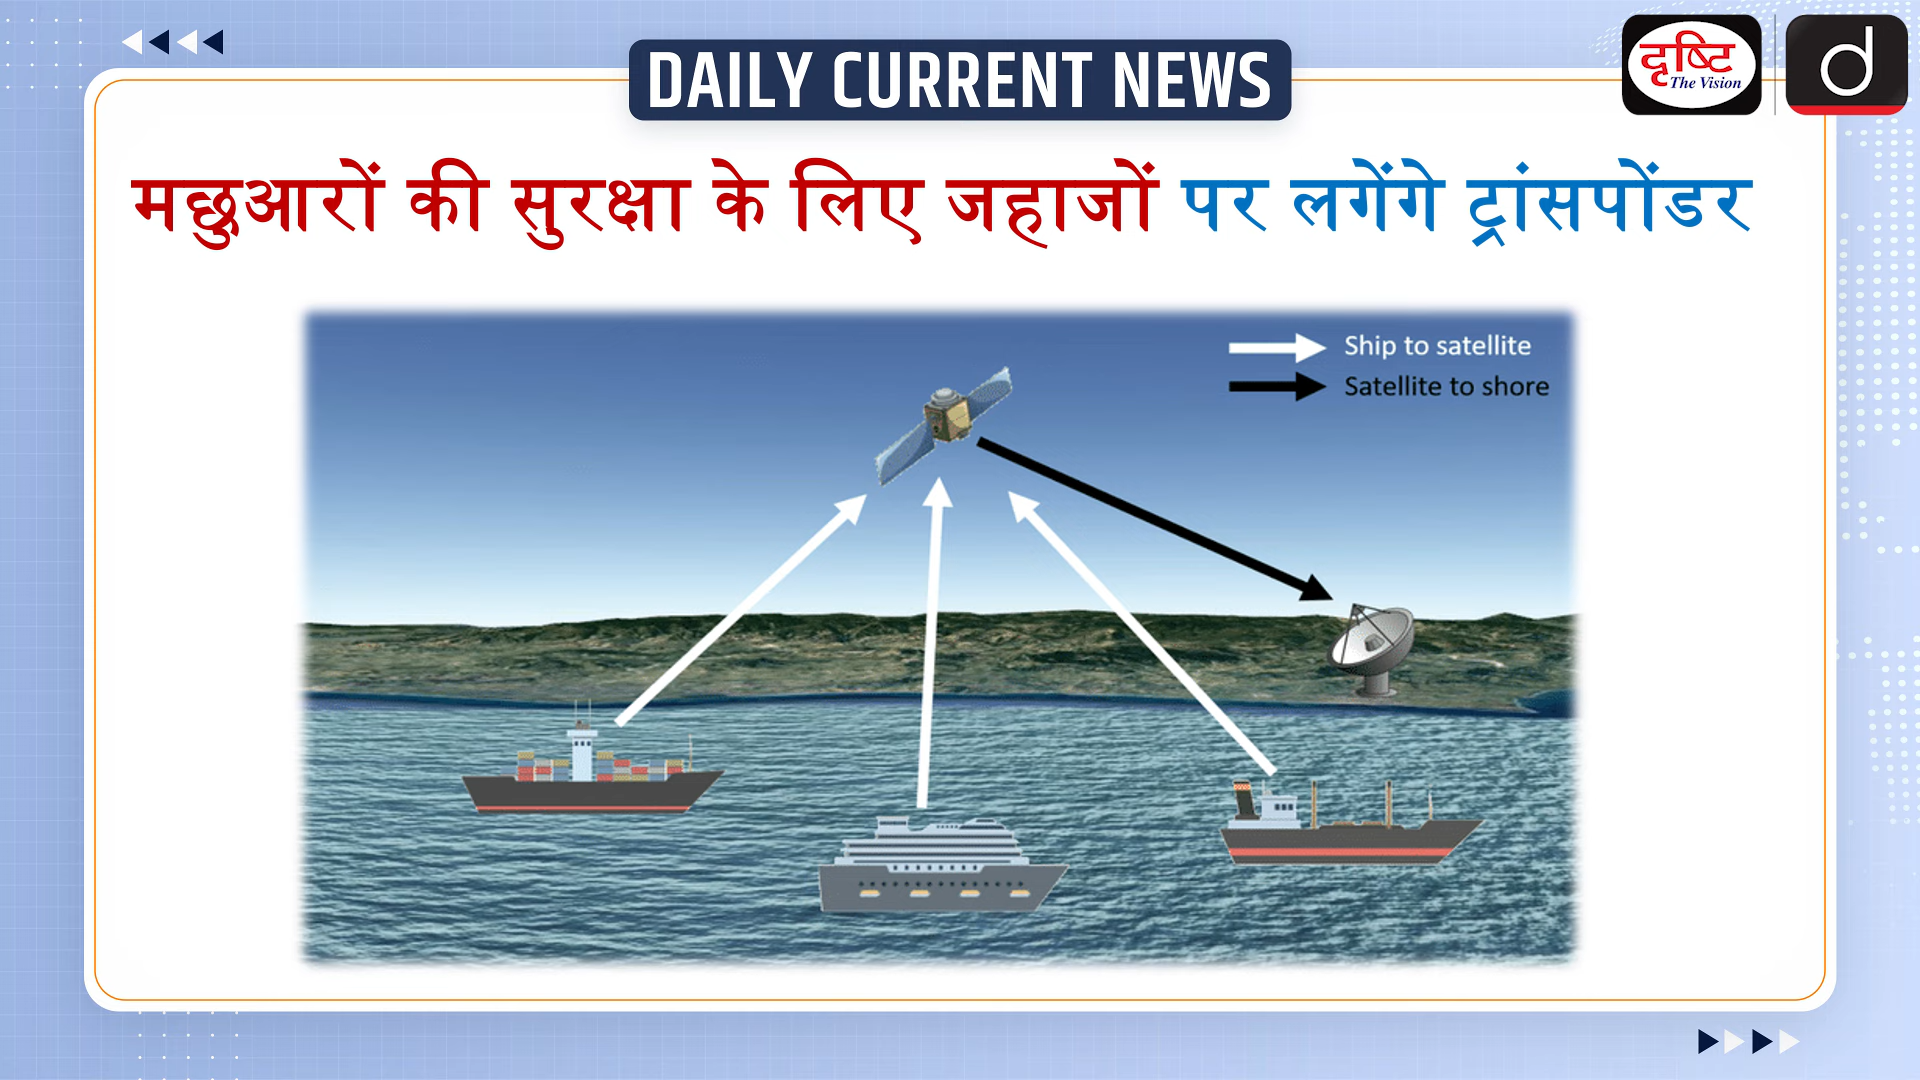 DAILY CURRENT NEWS
दृष्टि
The Vision
d
मछुआरों की सुरक्षा के लिए जहाजों पर लगेंगे ट्रांसपोंडर
Ship to satellite
Satellite to shore